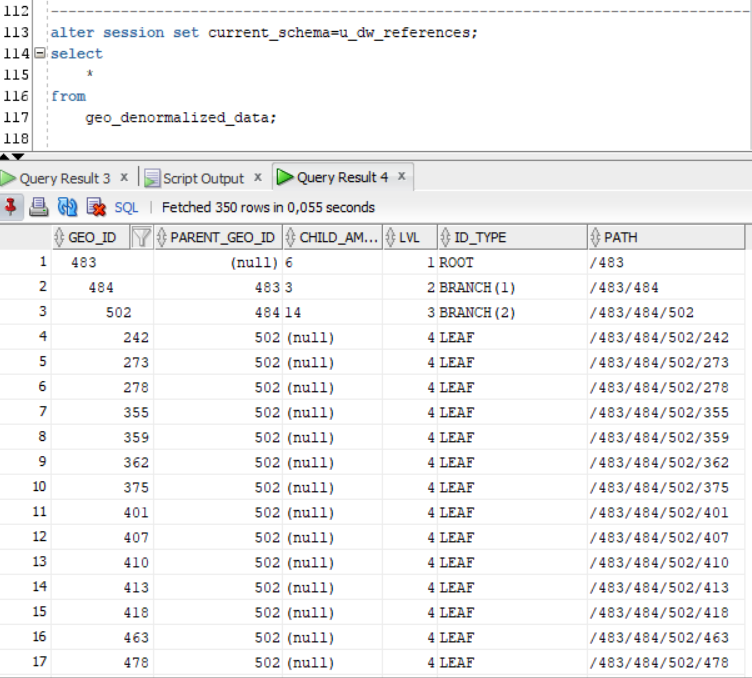 112 --------------------------------------------------------------------------------
113 alter session set current_schema=u_dw_references;
114 select
115 *
116 from
117 geo_denormalized_data;
118
Query Result 3 x Script Output x Query Result 4 x
SQL | Fetched 350 rows in 0,055 seconds
GEO_ID PARENT_GEO_ID CHILD_AM... LVL ID_TYPE PATH
1 483 (null) 6 1 ROOT /483
2 484 483 3 2 BRANCH(1) /483/484
3 502 484 14 3 BRANCH(2) /483/484/502
4 242 502 (null) 4 LEAF /483/484/502/242
5 273 502 (null) 4 LEAF /483/484/502/273
6 278 502 (null) 4 LEAF /483/484/502/278
7 355 502 (null) 4 LEAF /483/484/502/355
8 359 502 (null) 4 LEAF /483/484/502/359
9 362 502 (null) 4 LEAF /483/484/502/362
10 375 502 (null) 4 LEAF /483/484/502/375
11 401 502 (null) 4 LEAF /483/484/502/401
12 407 502 (null) 4 LEAF /483/484/502/407
13 410 502 (null) 4 LEAF /483/484/502/410
14 413 502 (null) 4 LEAF /483/484/502/413
15 418 502 (null) 4 LEAF /483/484/502/418
16 463 502 (null) 4 LEAF /483/484/502/463
17 478 502 (null) 4 LEAF /483/484/502/478